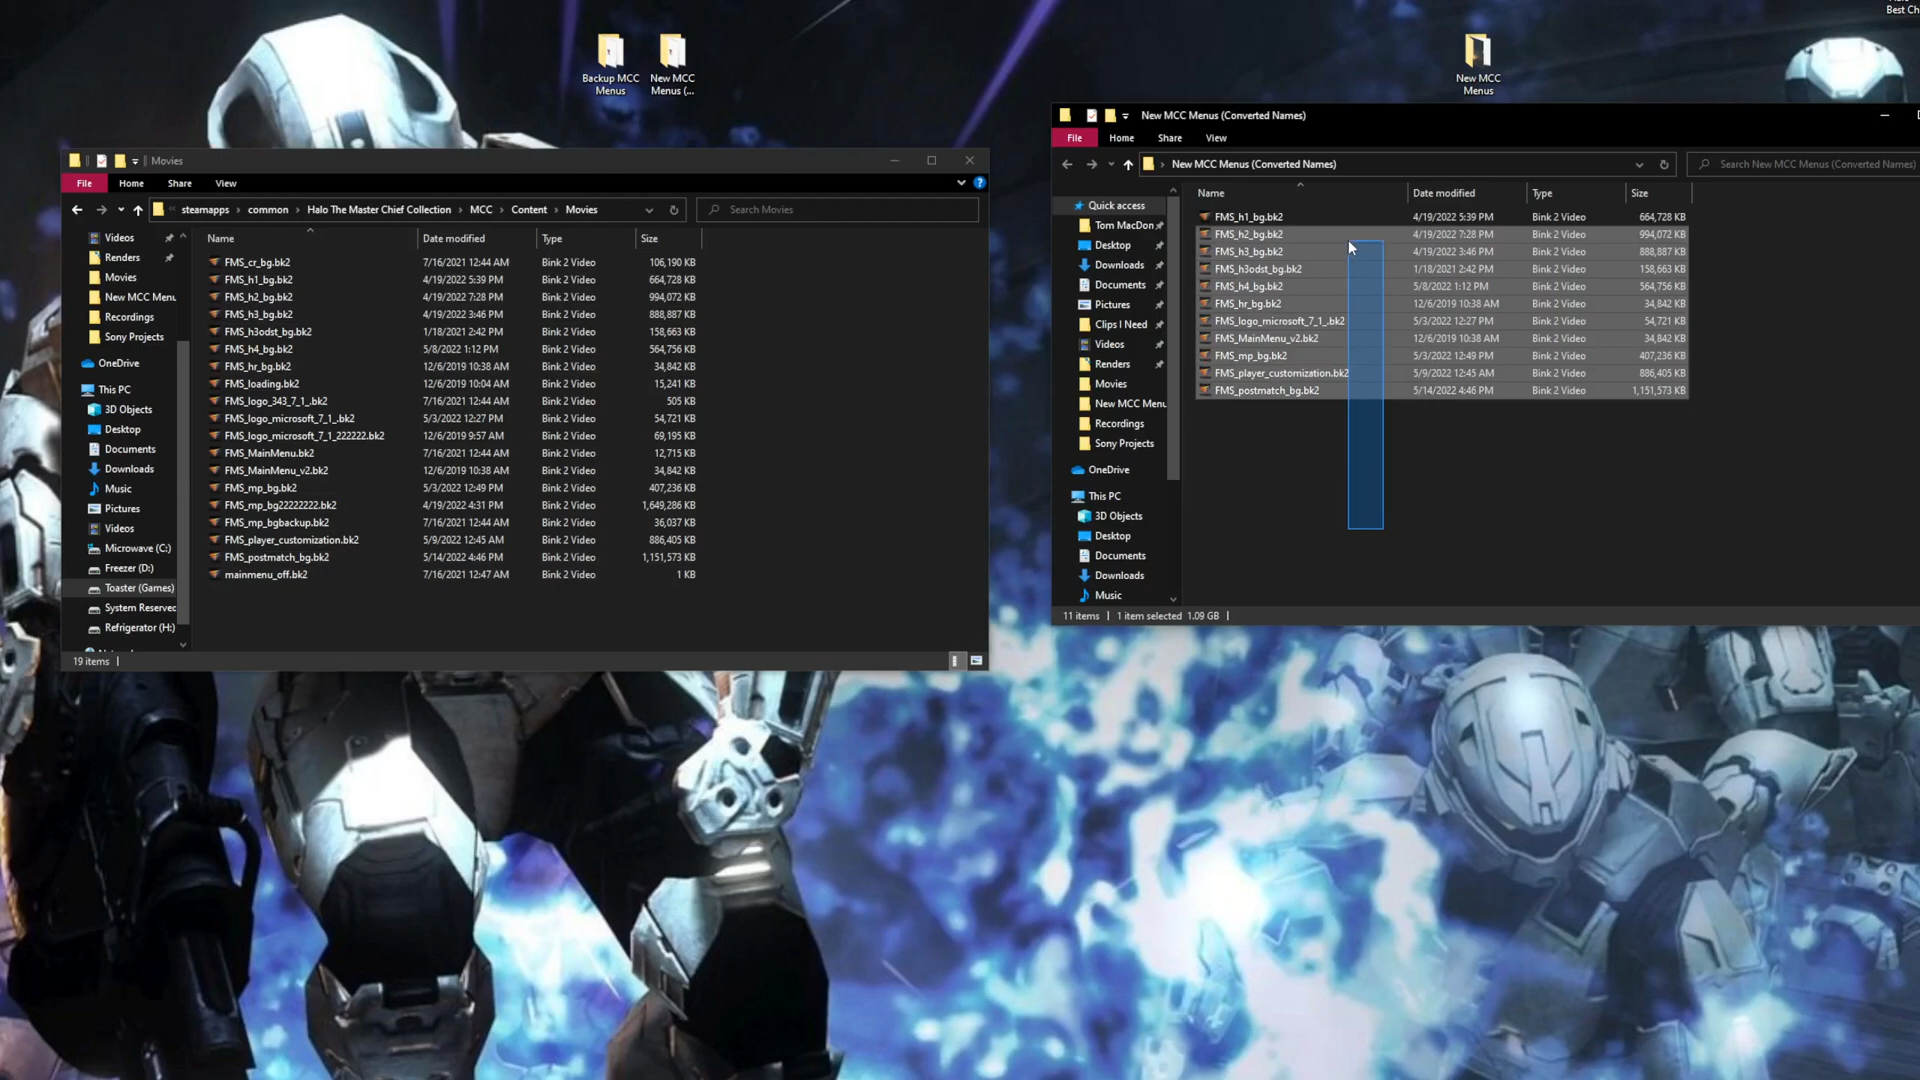 Best Ch
Backup MCC Menus
New MCC Menus (...
New MCC Menus
Movies
File Home Share View
steamapps common Halo The Master Chief Collection MCC Content Movies
Search Movies
Name Date modified Type Size
FMS_cr_bg.bk2 7/16/2021 12:44 AM Bink 2 Video 106,190 KB
FMS_h1_bg.bk2 4/19/2022 5:39 PM Bink 2 Video 664,728 KB
FMS_h2_bg.bk2 4/19/2022 7:28 PM Bink 2 Video 994,072 KB
FMS_h3_bg.bk2 4/19/2022 3:46 PM Bink 2 Video 888,887 KB
FMS_h3odst_bg.bk2 1/18/2021 2:42 PM Bink 2 Video 158,663 KB
FMS_h4_bg.bk2 5/8/2022 1:12 PM Bink 2 Video 564,756 KB
FMS_hr_bg.bk2 12/6/2019 10:38 AM Bink 2 Video 34,842 KB
FMS_loading.bk2 12/6/2019 10:04 AM Bink 2 Video 15,241 KB
FMS_logo_343_7_1_.bk2 7/16/2021 12:44 AM Bink 2 Video 505 KB
FMS_logo_microsoft_7_1_.bk2 5/3/2022 12:27 PM Bink 2 Video 54,721 KB
FMS_logo_microsoft_7_1_222222.bk2 12/6/2019 9:57 AM Bink 2 Video 69,195 KB
FMS_MainMenu.bk2 7/16/2021 12:44 AM Bink 2 Video 12,715 KB
FMS_MainMenu_v2.bk2 12/6/2019 10:38 AM Bink 2 Video 34,842 KB
FMS_mp_bg.bk2 5/3/2022 12:49 PM Bink 2 Video 407,236 KB
FMS_mp_bg22222222.bk2 4/19/2022 4:31 PM Bink 2 Video 1,649,286 KB
FMS_mp_bgbackup.bk2 7/16/2021 12:44 AM Bink 2 Video 36,037 KB
FMS_player_customization.bk2 5/9/2022 12:45 AM Bink 2 Video 886,405 KB
FMS_postmatch_bg.bk2 5/14/2022 4:46 PM Bink 2 Video 1,151,573 KB
mainmenu_off.bk2 7/16/2021 12:47 AM Bink 2 Video 1 KB
Videos
Renders
Movies
New MCC Menu
Recordings
Sony Projects
OneDrive
This PC
3D Objects
Desktop
Documents
Downloads
Music
Pictures
Videos
Microwave (C:)
Freezer (D:)
Toaster (Games)
System Reserved
Refrigerator (H:)
19 items
New MCC Menus (Converted Names)
File Home Share View
New MCC Menus (Converted Names)
Search New MCC Menus (Converted Names)
Name Date modified Type Size
FMS_h1_bg.bk2 4/19/2022 5:39 PM Bink 2 Video 664,728 KB
FMS_h2_bg.bk2 4/19/2022 7:28 PM Bink 2 Video 994,072 KB
FMS_h3_bg.bk2 4/19/2022 3:46 PM Bink 2 Video 888,887 KB
FMS_h3odst_bg.bk2 1/18/2021 2:42 PM Bink 2 Video 158,663 KB
FMS_h4_bg.bk2 5/8/2022 1:12 PM Bink 2 Video 564,756 KB
FMS_hr_bg.bk2 12/6/2019 10:38 AM Bink 2 Video 34,842 KB
FMS_logo_microsoft_7_1_.bk2 5/3/2022 12:27 PM Bink 2 Video 54,721 KB
FMS_MainMenu_v2.bk2 12/6/2019 10:38 AM Bink 2 Video 34,842 KB
FMS_mp_bg.bk2 5/3/2022 12:49 PM Bink 2 Video 407,236 KB
FMS_player_customization.bk2 5/9/2022 12:45 AM Bink 2 Video 886,405 KB
FMS_postmatch_bg.bk2 5/14/2022 4:46 PM Bink 2 Video 1,151,573 KB
Quick access
Tom MacDon
Desktop
Downloads
Documents
Pictures
Clips I Need
Videos
Renders
Movies
New MCC Menu
Recordings
Sony Projects
OneDrive
This PC
3D Objects
Desktop
Documents
Downloads
Music
11 items 1 item selected 1.09 GB